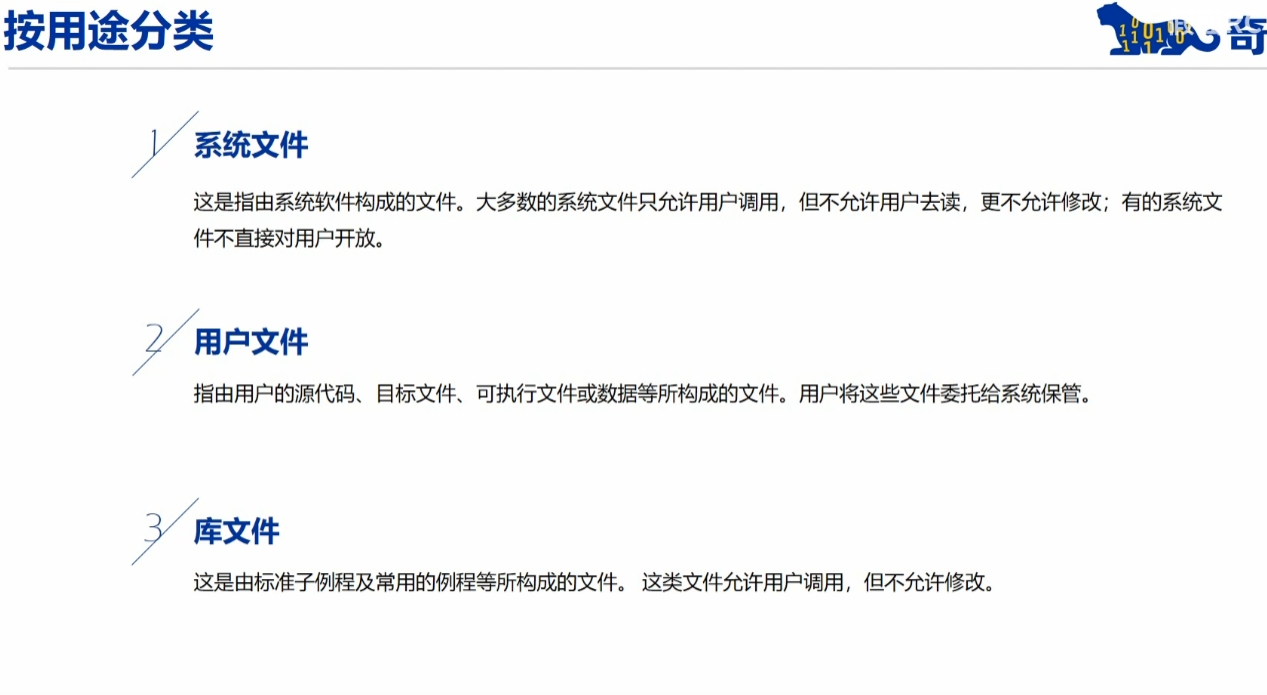 按用途分类
奇
1
系统文件
这是指由系统软件构成的文件。大多数的系统文件只允许用户调用，但不允许用户去读，更不允许修改；有的系统文
件不直接对用户开放。
2
用户文件
指由用户的源代码、目标文件、可执行文件或数据等所构成的文件。用户将这些文件委托给系统保管。
3
库文件
这是由标准子例程及常用的例程等所构成的文件。 这类文件允许用户调用，但不允许修改。